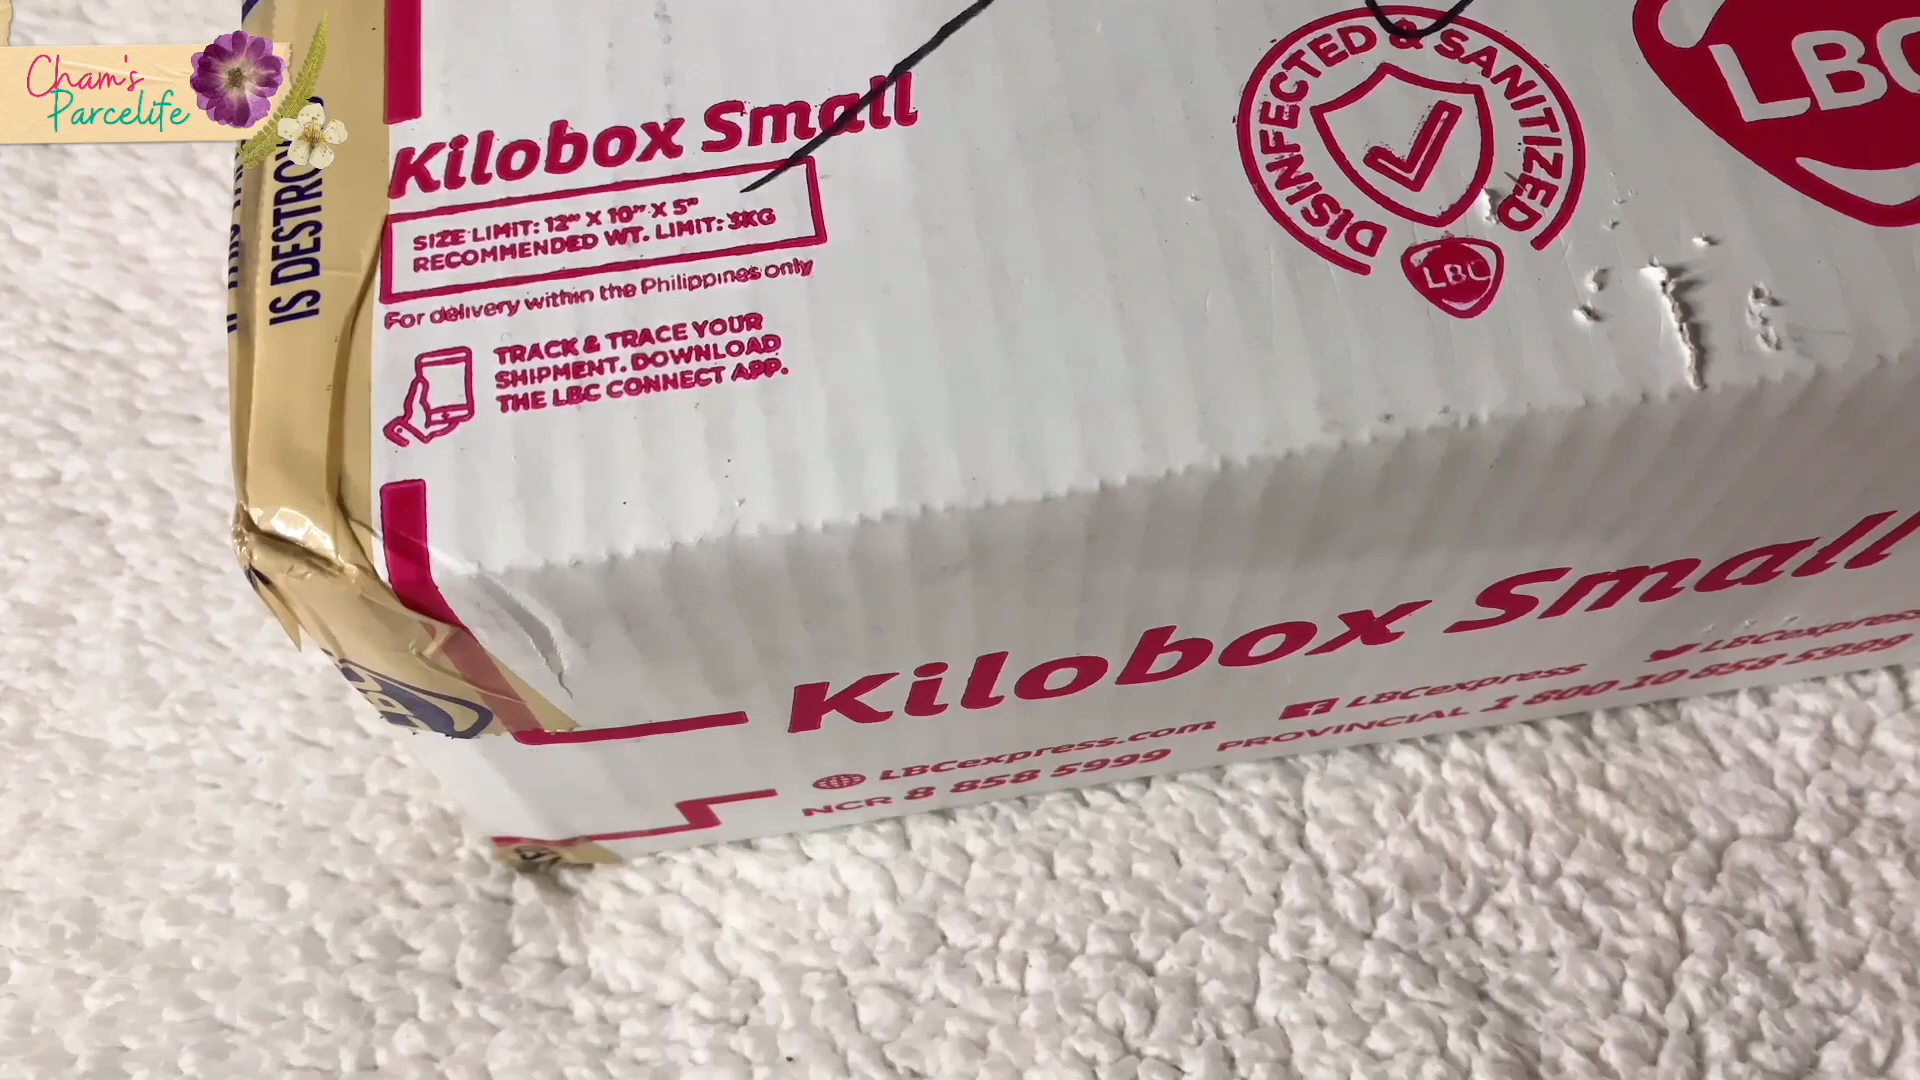 Cham's
Parcelife
IS DESTROY
Kilobox Small
SIZE LIMIT: 12" X 10" X 5"
RECOMMENDED WT. LIMIT: 3KG
For delivery within the Philippines only
TRACK & TRACE YOUR
SHIPMENT. DOWNLOAD
THE LBC CONNECT APP.
DISINFECTED & SANITIZED
LBC
LBC
Kilobox Small
LBCexpress.com
LBCexpress
LBCexpress
NCR 8 858 5999
PROVINCIAL 1 800 10 858 5999